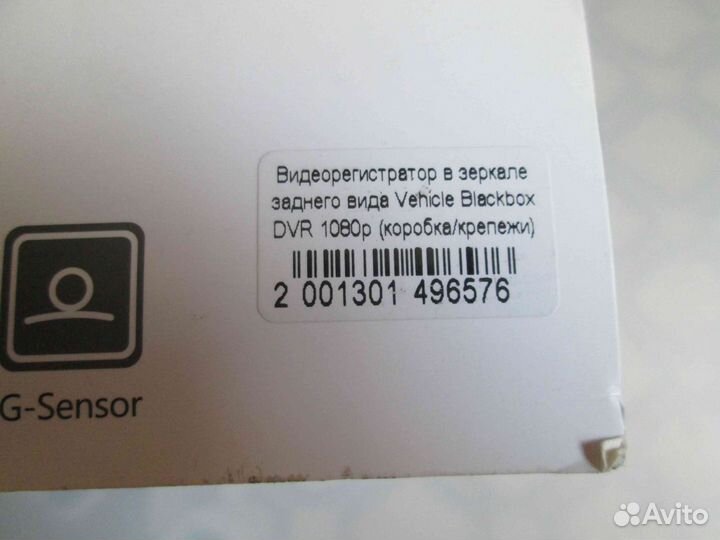 Видеорегистратор в зеркале
заднего вида Vehicle Blackbox
DVR 1080p (коробка/крепежи)
2 001301 496576
G-Sensor
Avito